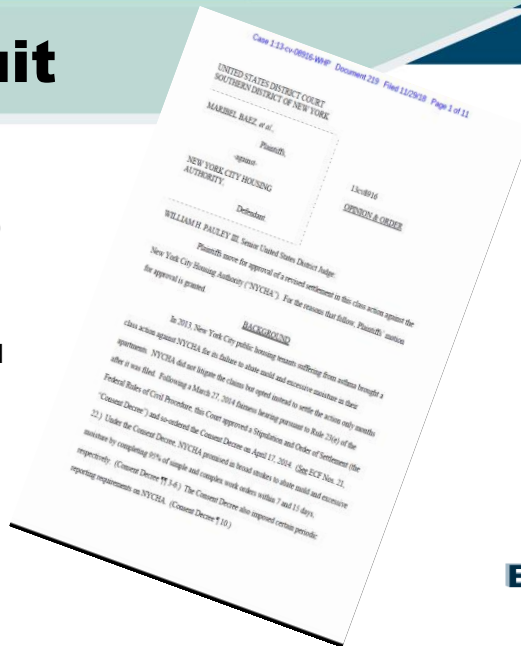 uit
Case 1:13-cv-08916-WHP Document 219 Filed 11/29/18 Page 1 of 11
UNITED STATES DISTRICT COURT
SOUTHERN DISTRICT OF NEW YORK
MARIBEL BAEZ, et al.,
Plaintiffs,
-against-
NEW YORK CITY HOUSING
AUTHORITY,
Defendant.
13cv8916
OPINION & ORDER
WILLIAM H. PAULEY III, Senior United States District Judge:
Plaintiffs move for approval of a revised settlement in this class action against the
New York City Housing Authority ("NYCHA"). For the reasons that follow, Plaintiffs' motion
for approval is granted.
BACKGROUND
In 2013, New York City public housing tenants suffering from asthma brought a
class action against NYCHA for its failure to abate mold and excessive moisture in their
apartments. NYCHA did not litigate the claims but opted instead to settle the action only months
after it was filed. Following a March 27, 2014 fairness hearing pursuant to Rule 23(e) of the
Federal Rules of Civil Procedure, this Court approved a Stipulation and Order of Settlement (the
"Consent Decree") and so-ordered the Consent Decree on April 17, 2014. (See ECF Nos. 21,
22.) Under the Consent Decree, NYCHA promised in broad strokes to abate mold and excessive
moisture by completing 95% of simple and complex work orders within 7 and 15 days,
respectively. (Consent Decree ¶¶ 3-6.) The Consent Decree also imposed certain periodic
reporting requirements on NYCHA. (Consent Decree ¶ 10.)